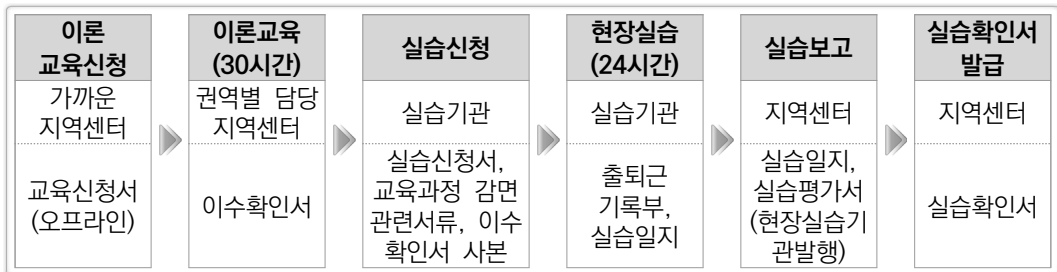 이론
교육신청
가까운
지역센터
교육신청서
(오프라인)
이론교육
(30시간)
권역별 담당
지역센터
이수확인서
실습신청
실습기관
실습신청서,
교육과정 감면
관련서류, 이수
확인서 사본
현장실습
(24시간)
실습기관
출퇴근
기록부,
실습일지
실습보고
지역센터
실습일지,
실습평가서
(현장실습기
관발행)
실습확인서
발급
지역센터
실습확인서